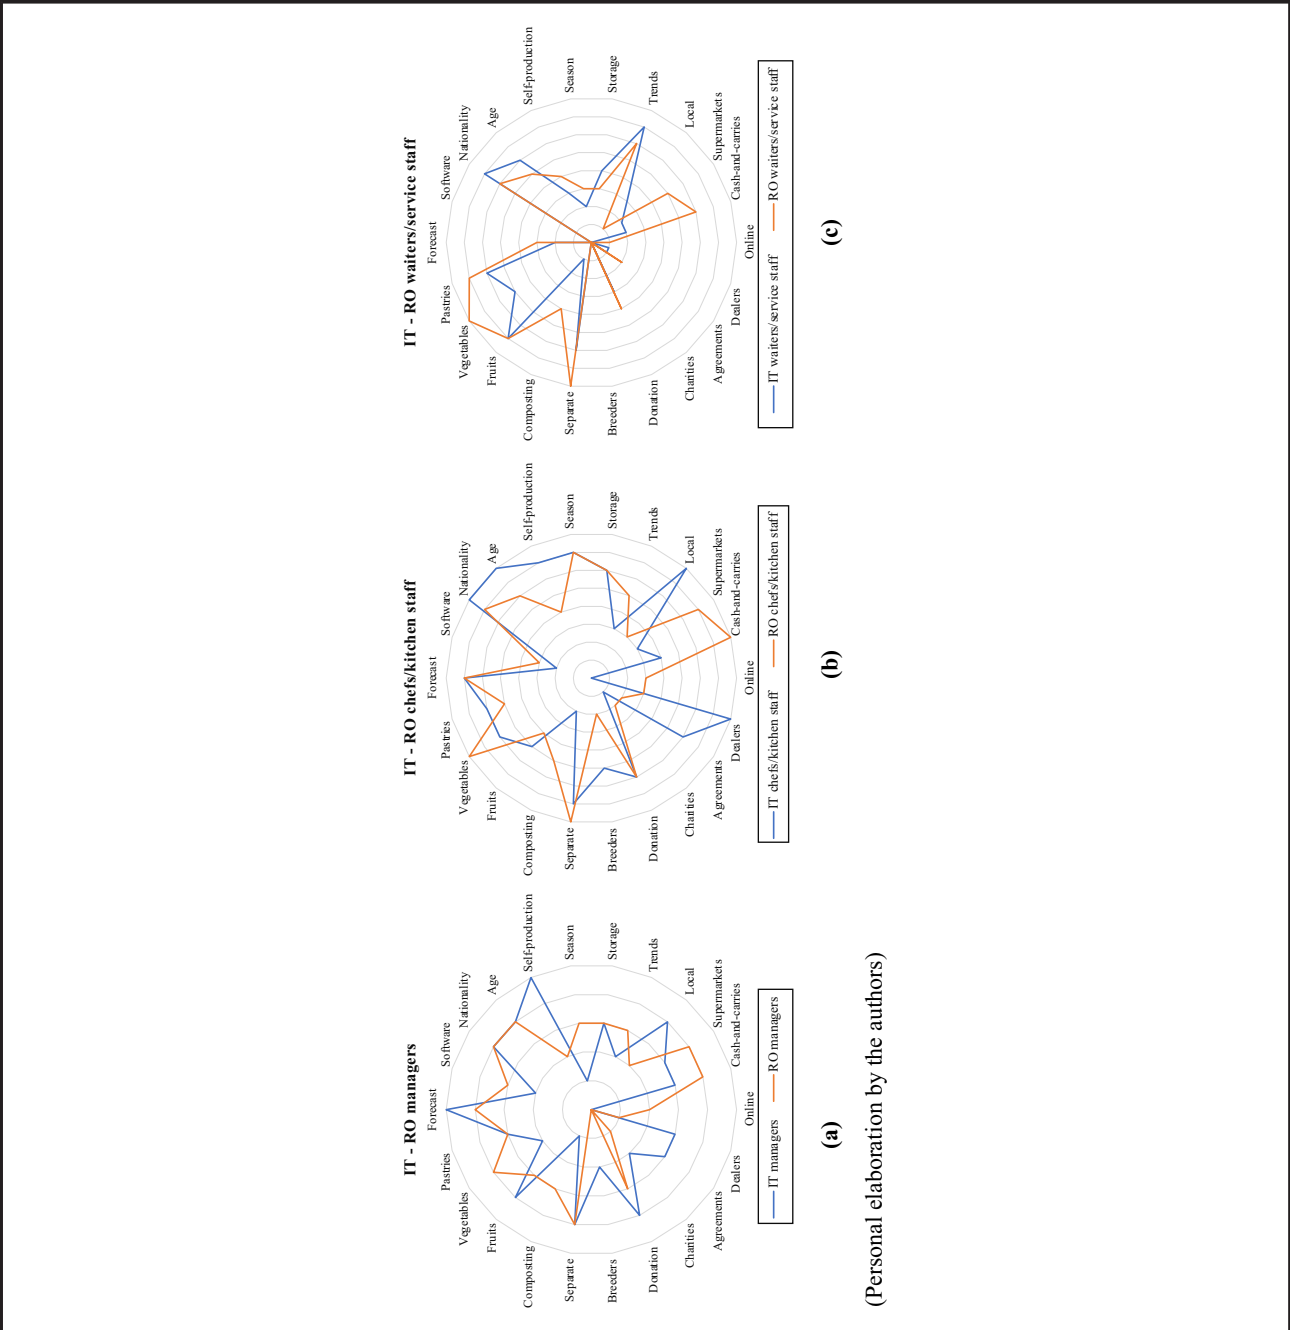 IT - RO managers
Forecast
Software
Nationality
Age
Self-production
Season
Storage
Trends
Local
Supermarkets
Cash-and-carries
Online
Dealers
Agreements
Charities
Donation
Breeders
Separate
Composting
Fruits
Vegetables
Pastries
IT managers
RO managers
(a)
IT - RO chefs/kitchen staff
Forecast
Software
Nationality
Age
Self-production
Season
Storage
Trends
Local
Supermarkets
Cash-and-carries
Online
Dealers
Agreements
Charities
Donation
Breeders
Separate
Composting
Fruits
Vegetables
Pastries
IT chefs/kitchen staff
RO chefs/kitchen staff
(b)
IT - RO waiters/service staff
Forecast
Software
Nationality
Age
Self-production
Season
Storage
Trends
Local
Supermarkets
Cash-and-carries
Online
Dealers
Agreements
Charities
Donation
Breeders
Separate
Composting
Fruits
Vegetables
Pastries
IT waiters/service staff
RO waiters/service staff
(c)
(Personal elaboration by the authors)